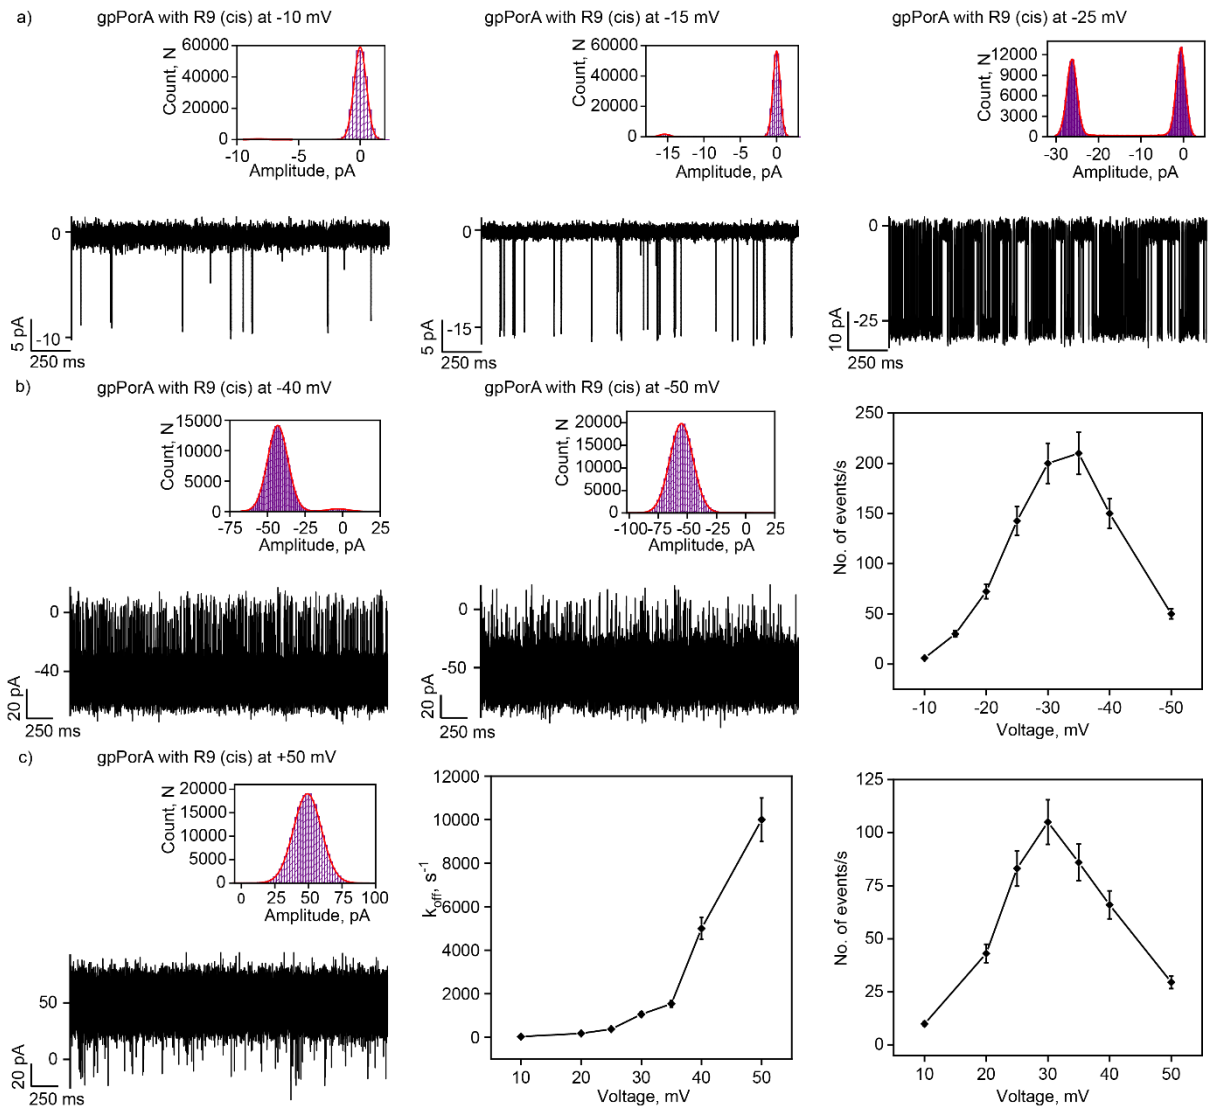 a)
gpPorA with R9 (cis) at -10 mV
Count, N
60000
40000
20000
0
-10
-5
0
Amplitude, pA
0
-10
5 pA
250 ms
gpPorA with R9 (cis) at -15 mV
Count, N
60000
40000
20000
0
-15
-10
-5
0
Amplitude, pA
0
-15
5 pA
250 ms
gpPorA with R9 (cis) at -25 mV
Count, N
12000
9000
6000
3000
0
-30
-20
-10
0
Amplitude, pA
0
-25
10 pA
250 ms
b)
gpPorA with R9 (cis) at -40 mV
Count, N
15000
10000
5000
0
-75
-50
-25
0
25
Amplitude, pA
0
-40
20 pA
250 ms
gpPorA with R9 (cis) at -50 mV
Count, N
20000
15000
10000
5000
0
-100
-75
-50
-25
0
25
Amplitude, pA
0
-50
20 pA
250 ms
No. of events/s
250
200
150
100
50
0
-10
-20
-30
-40
-50
Voltage, mV
c)
gpPorA with R9 (cis) at +50 mV
Count, N
20000
15000
10000
5000
0
0
25
50
75
100
Amplitude, pA
50
0
20 pA
250 ms
koff, s-1
12000
10000
8000
6000
4000
2000
0
10
20
30
40
50
Voltage, mV
No. of events/s
125
100
75
50
25
0
10
20
30
40
50
Voltage, mV